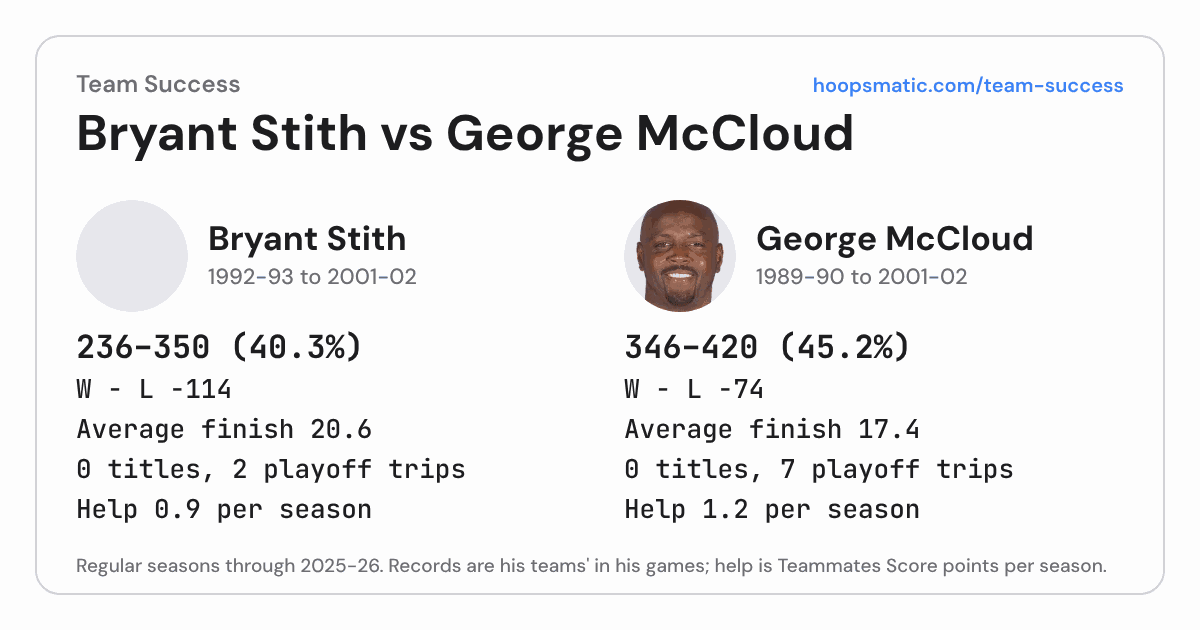 Team Success
hoopsmatic.com/team-success
Bryant Stith vs George McCloud
Bryant Stith
1992-93 to 2001-02
236-350 (40.3%)
W - L -114
Average finish 20.6
0 titles, 2 playoff trips
Help 0.9 per season
George McCloud
1989-90 to 2001-02
346-420 (45.2%)
W - L -74
Average finish 17.4
0 titles, 7 playoff trips
Help 1.2 per season
Regular seasons through 2025-26. Records are his teams' in his games; help is Teammates Score points per season.